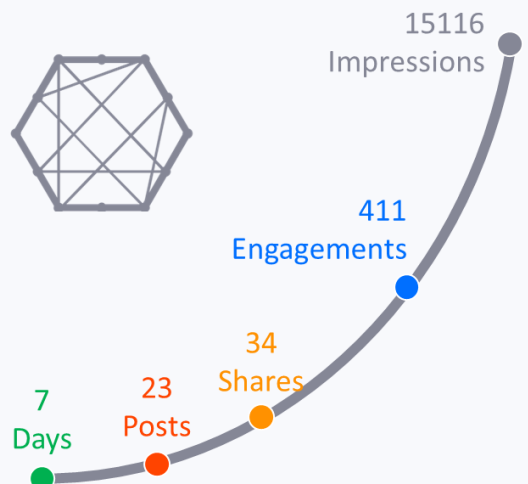 15116
Impressions
411
Engagements
34
Shares
23
Posts
7
Days